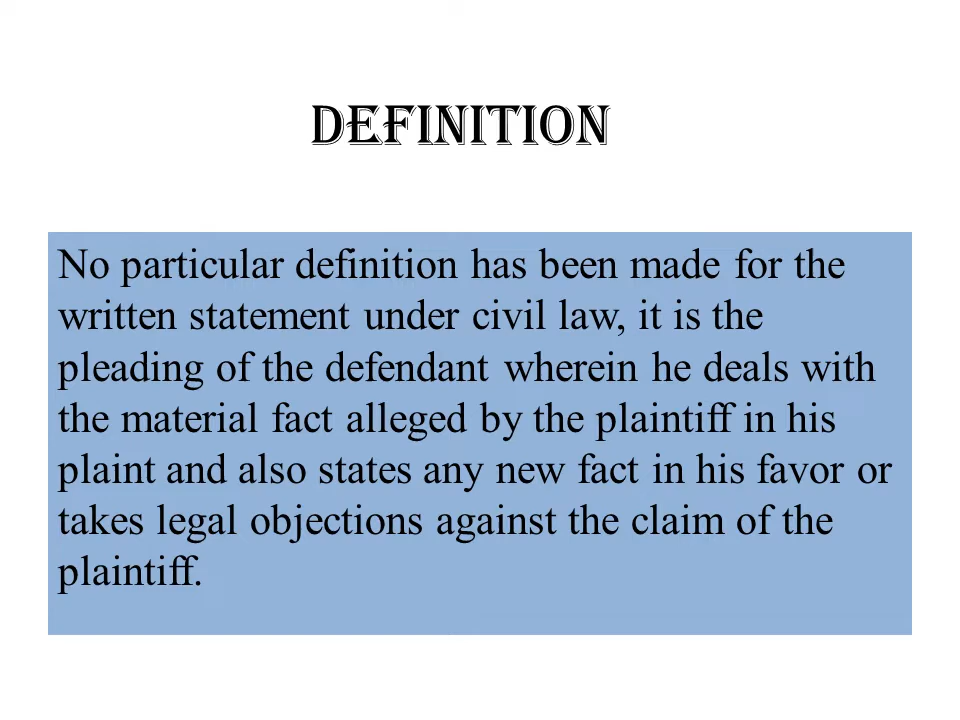 DEFINITION
No particular definition has been made for the
written statement under civil law, it is the
pleading of the defendant wherein he deals with
the material fact alleged by the plaintiff in his
plaint and also states any new fact in his favor or
takes legal objections against the claim of the
plaintiff.